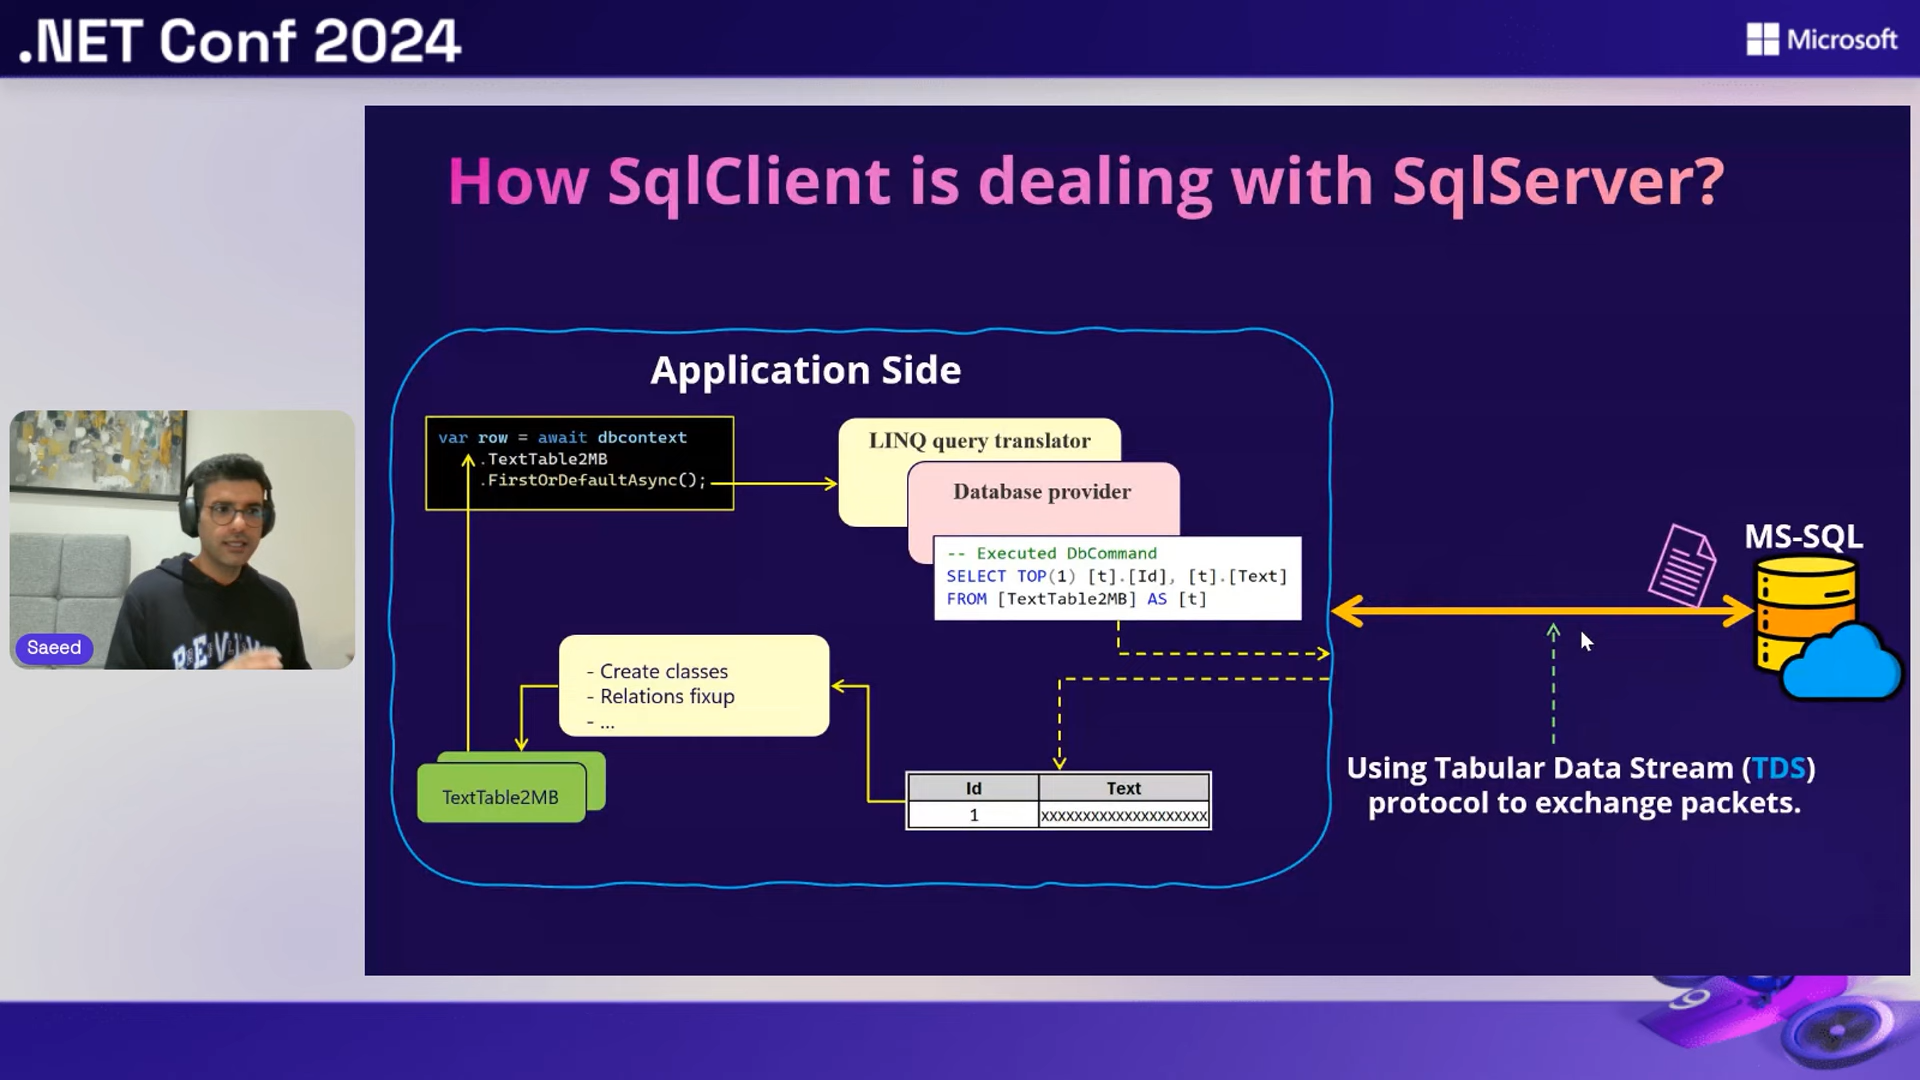 .NET Conf 2024
Microsoft
How SqlClient is dealing with SqlServer?
Application Side
var row = await dbcontext
.TextTable2MB
.FirstOrDefaultAsync();
LINQ query translator
Database provider
-- Executed DbCommand
SELECT TOP(1) [t].[Id], [t].[Text]
FROM [TextTable2MB] AS [t]
MS-SQL
- Create classes
- Relations fixup
- ...
TextTable2MB
Id Text
1 xxxxxxxxxxxxxxxxxxxx
Using Tabular Data Stream (TDS)
protocol to exchange packets.
Saeed
9